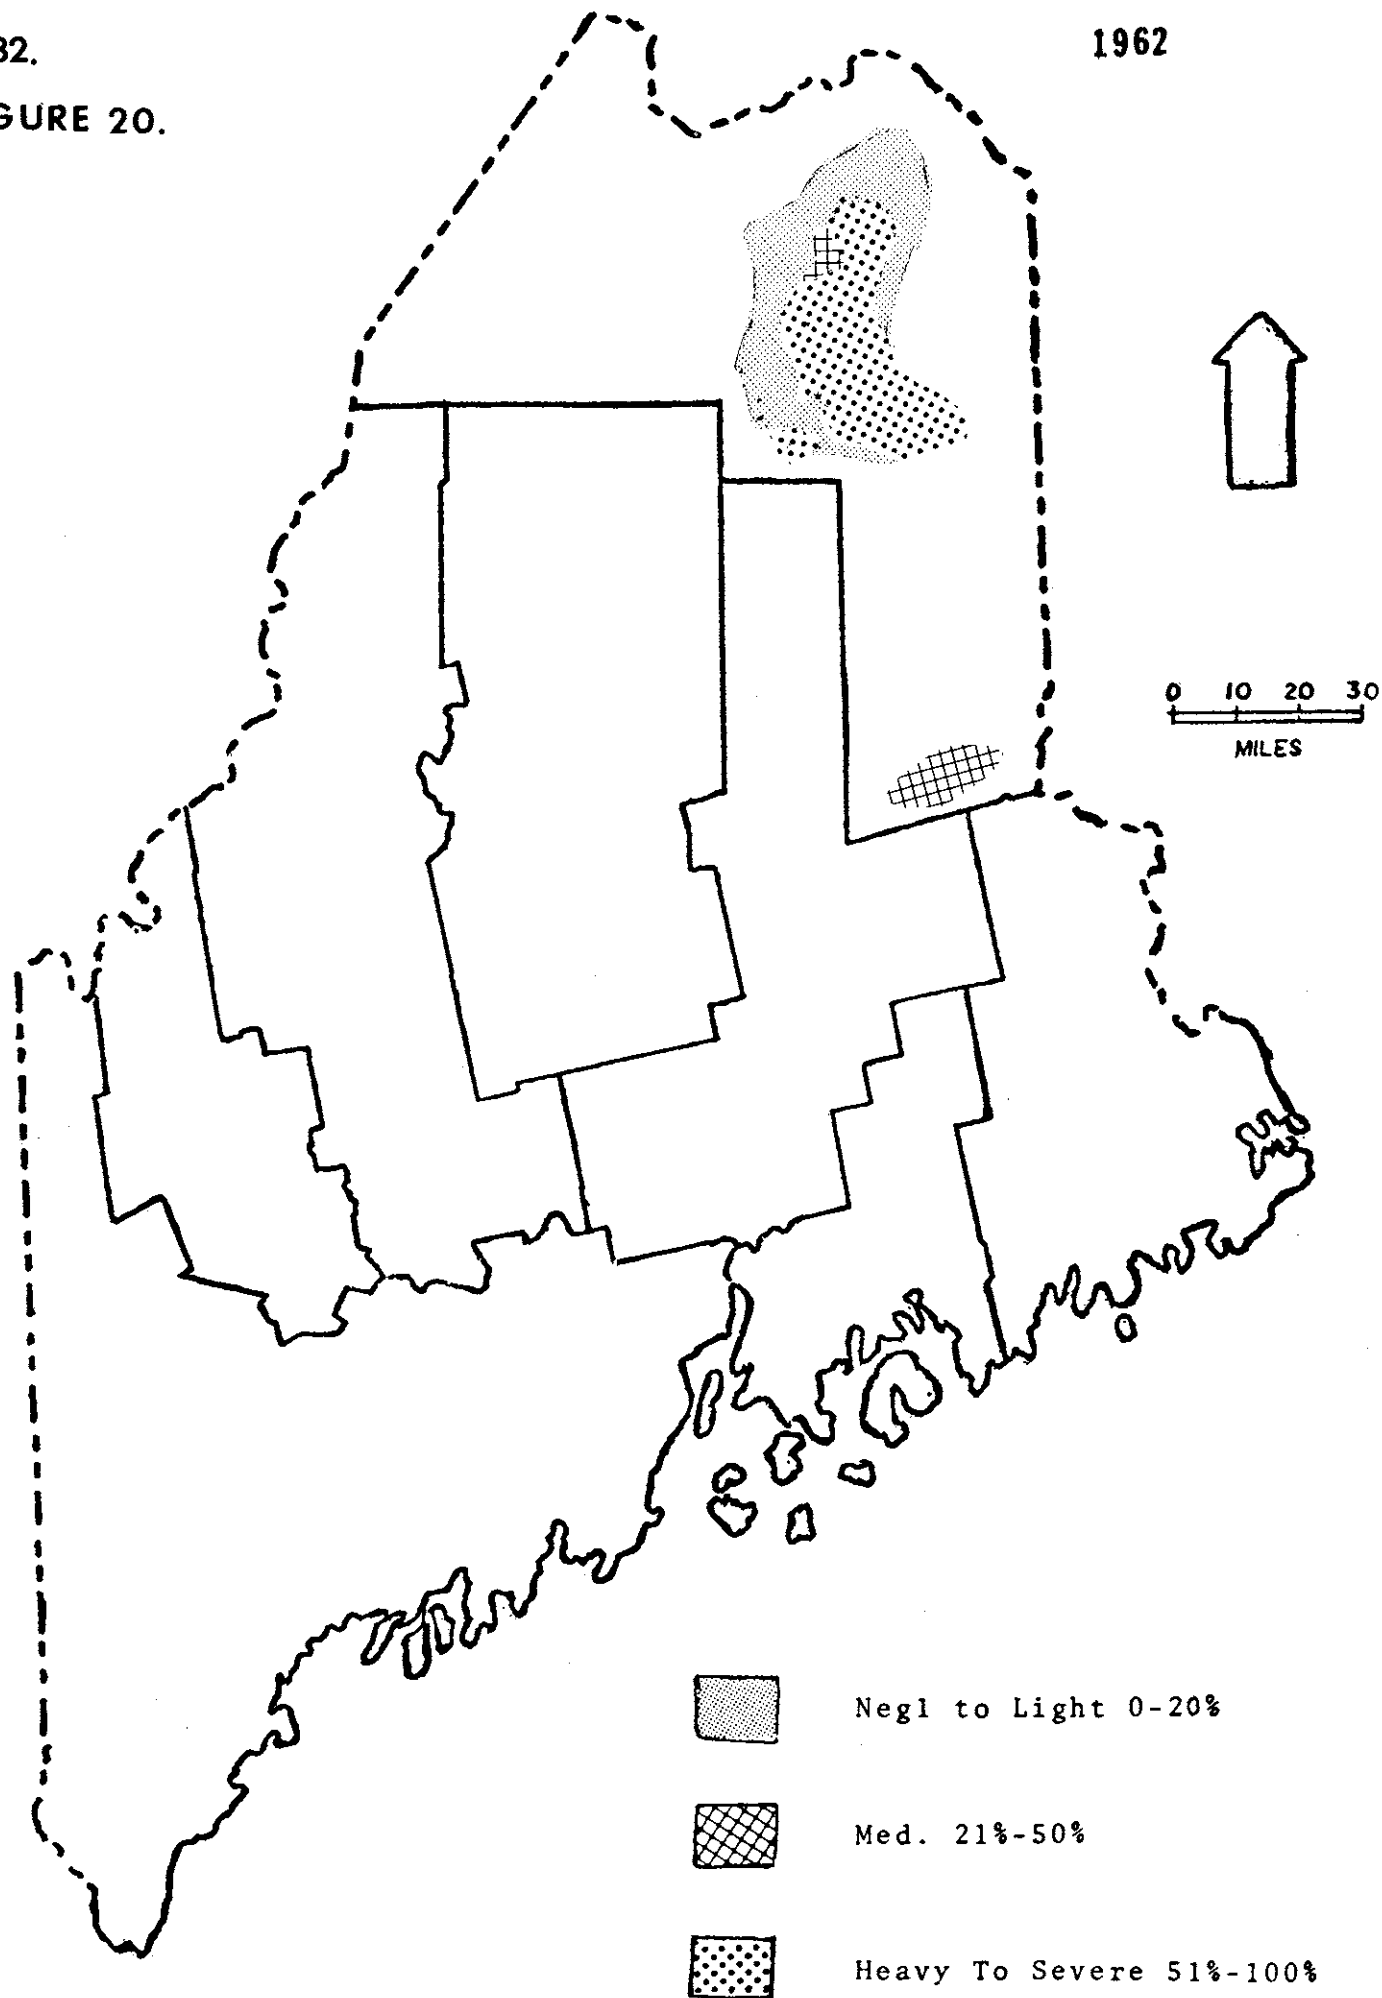 32.
1962
GURE 20.
0 10 20 30
MILES
Negl to Light 0-20%
Med. 21%-50%
Heavy To Severe 51%-100%